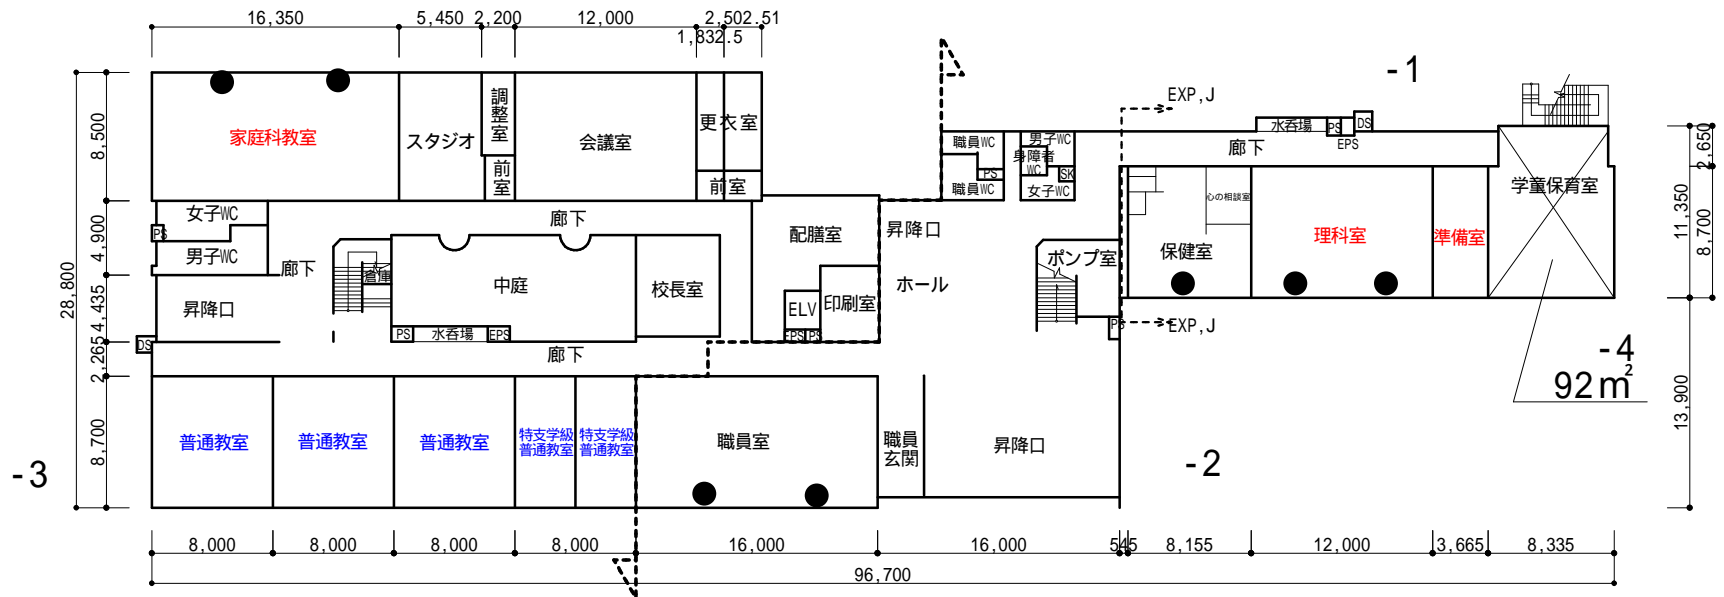 16,350
5,450
2,200
12,000
2,502.51
1,832.5
-1
EXP,J
8,500
家庭科教室
スタジオ
調整室
前室
会議室
更衣室
前室
職員WC
PS
職員WC
男子WC
身障者
WC
SK
女子WC
水呑場
PS
EPS
DS
廊下
学童保育室
2,650
11,350
8,700
28,800
4,900
女子WC
PS
男子WC
廊下
廊下
配膳室
昇降口
心の相談室
保健室
理科室
準備室
倉庫
中庭
校長室
ELV
印刷室
ホール
ポンプ室
4,435
昇降口
PS
水呑場
EPS
EPS
PS
PS
EXP,J
DS
2,265
廊下
-4
92㎡
13,900
8,700
普通教室
普通教室
普通教室
特支学級
普通教室
特支学級
普通教室
職員室
職員
玄関
昇降口
-2
-3
8,000
8,000
8,000
8,000
16,000
16,000
545
8,155
12,000
3,665
8,335
96,700